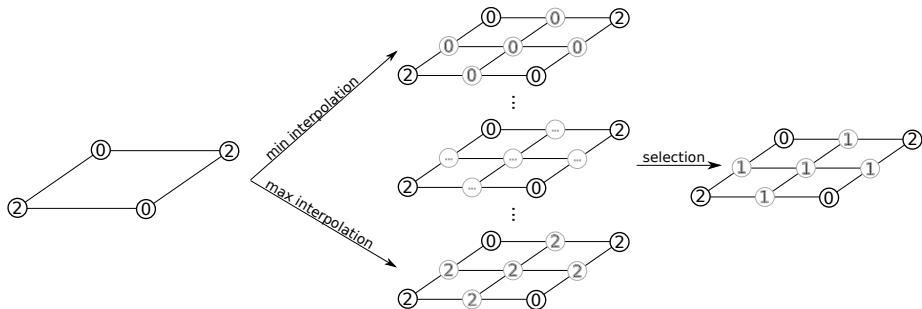 0 2
2 0
min interpolation
max interpolation
0 0 2
0 0 0
2 0 0
...
0 ... 2
... ... ...
2 ... 0
...
0 2 2
2 2 2
2 2 0
selection
0 1 2
1 1 1
2 1 0